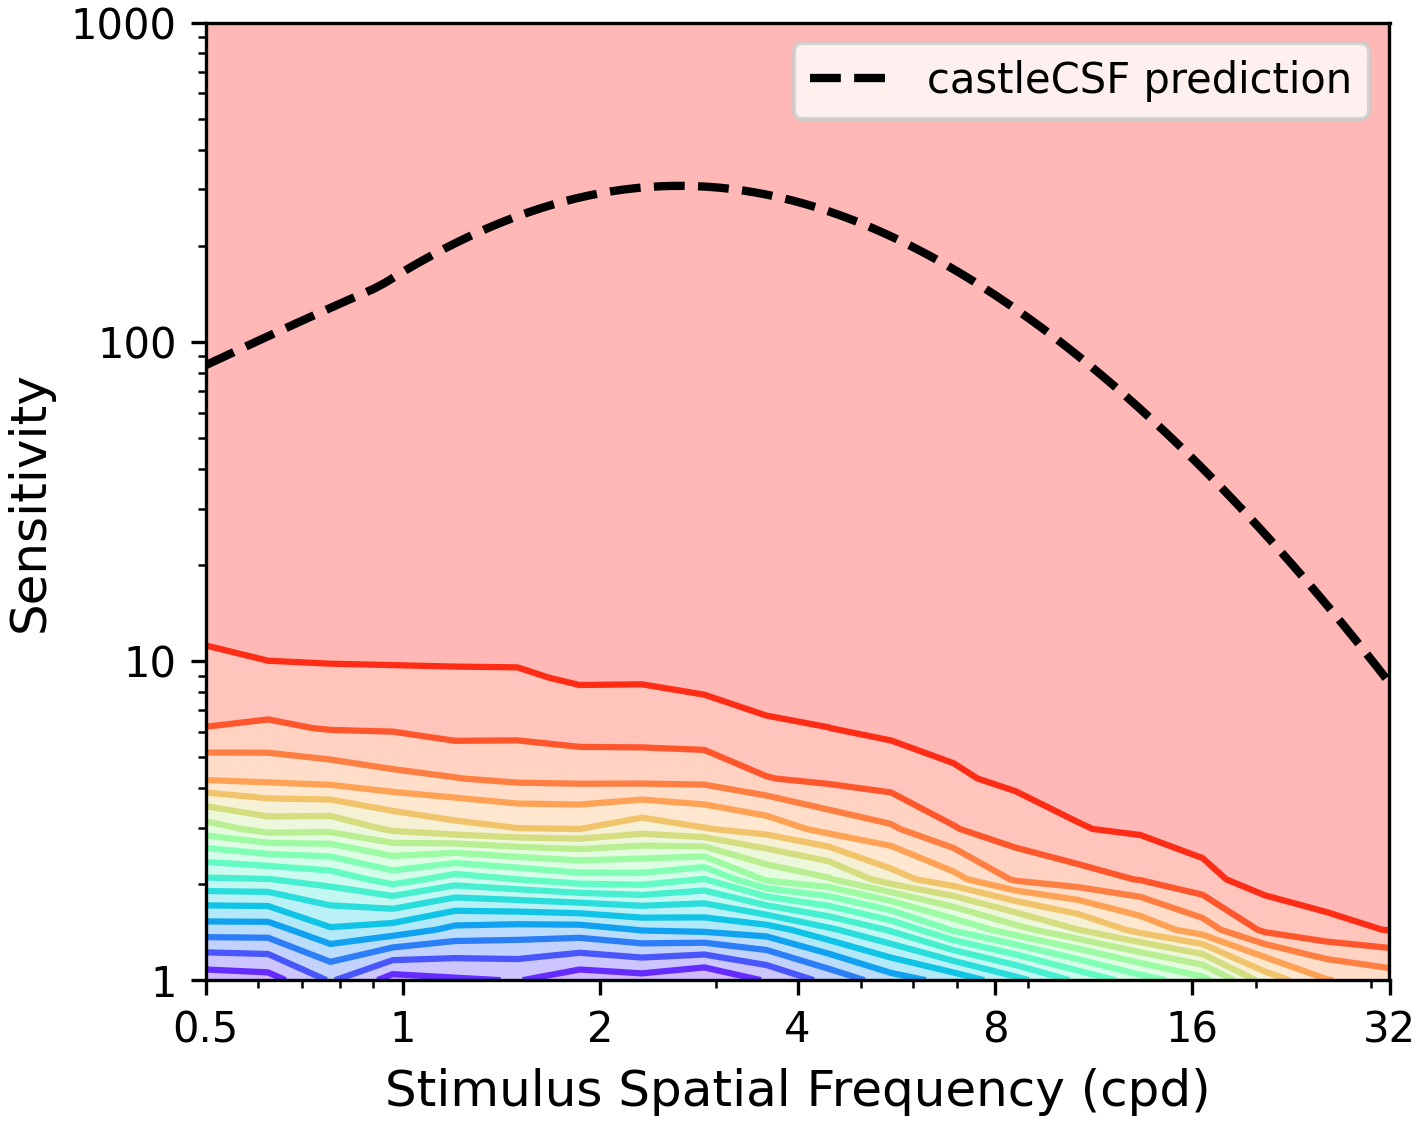 castleCSF prediction
Sensitivity
1000
100
10
1
0.5 1 2 4 8 16 32
Stimulus Spatial Frequency (cpd)